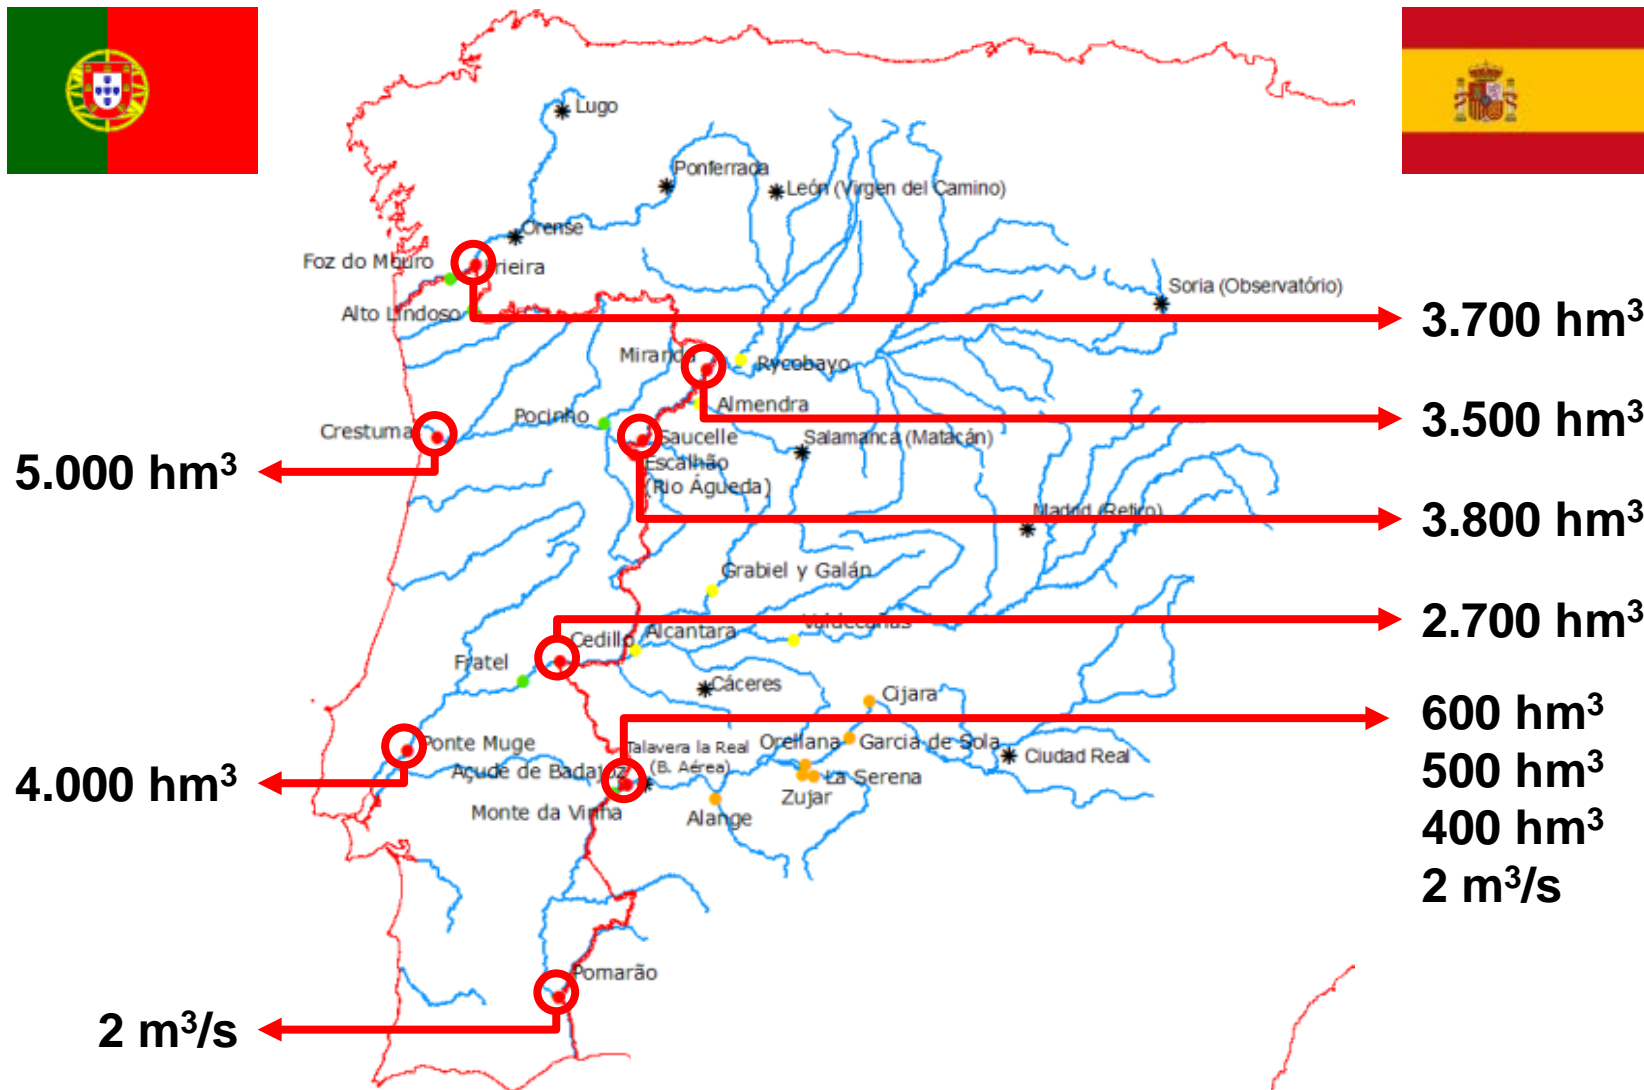 Lugo
Ponferrada
León (Virgen del Camino)
Orense
Foz do Mouro
Frieira
Soria (Observatório)
Alto Lindoso
3.700 hm³
Miranda
Rycobayo
Almendra
Pocinho
3.500 hm³
Crestuma
Saucelle
Salamanca (Matacán)
5.000 hm³
Escalhão
(Rio Águeda)
Madrid (Retiro)
3.800 hm³
Grabiel y Galán
Valdecañas
2.700 hm³
Cedillo
Alcantara
Fratel
Cáceres
Cijara
600 hm³
Ponte Muge
Talavera la Real
(B. Aérea)
Orellana
Garcia de Sola
Ciudad Real
4.000 hm³
Açude de Badajoz
La Serena
500 hm³
Zujar
Monte da Vinha
Alange
400 hm³
2 m³/s
Pomarão
2 m³/s